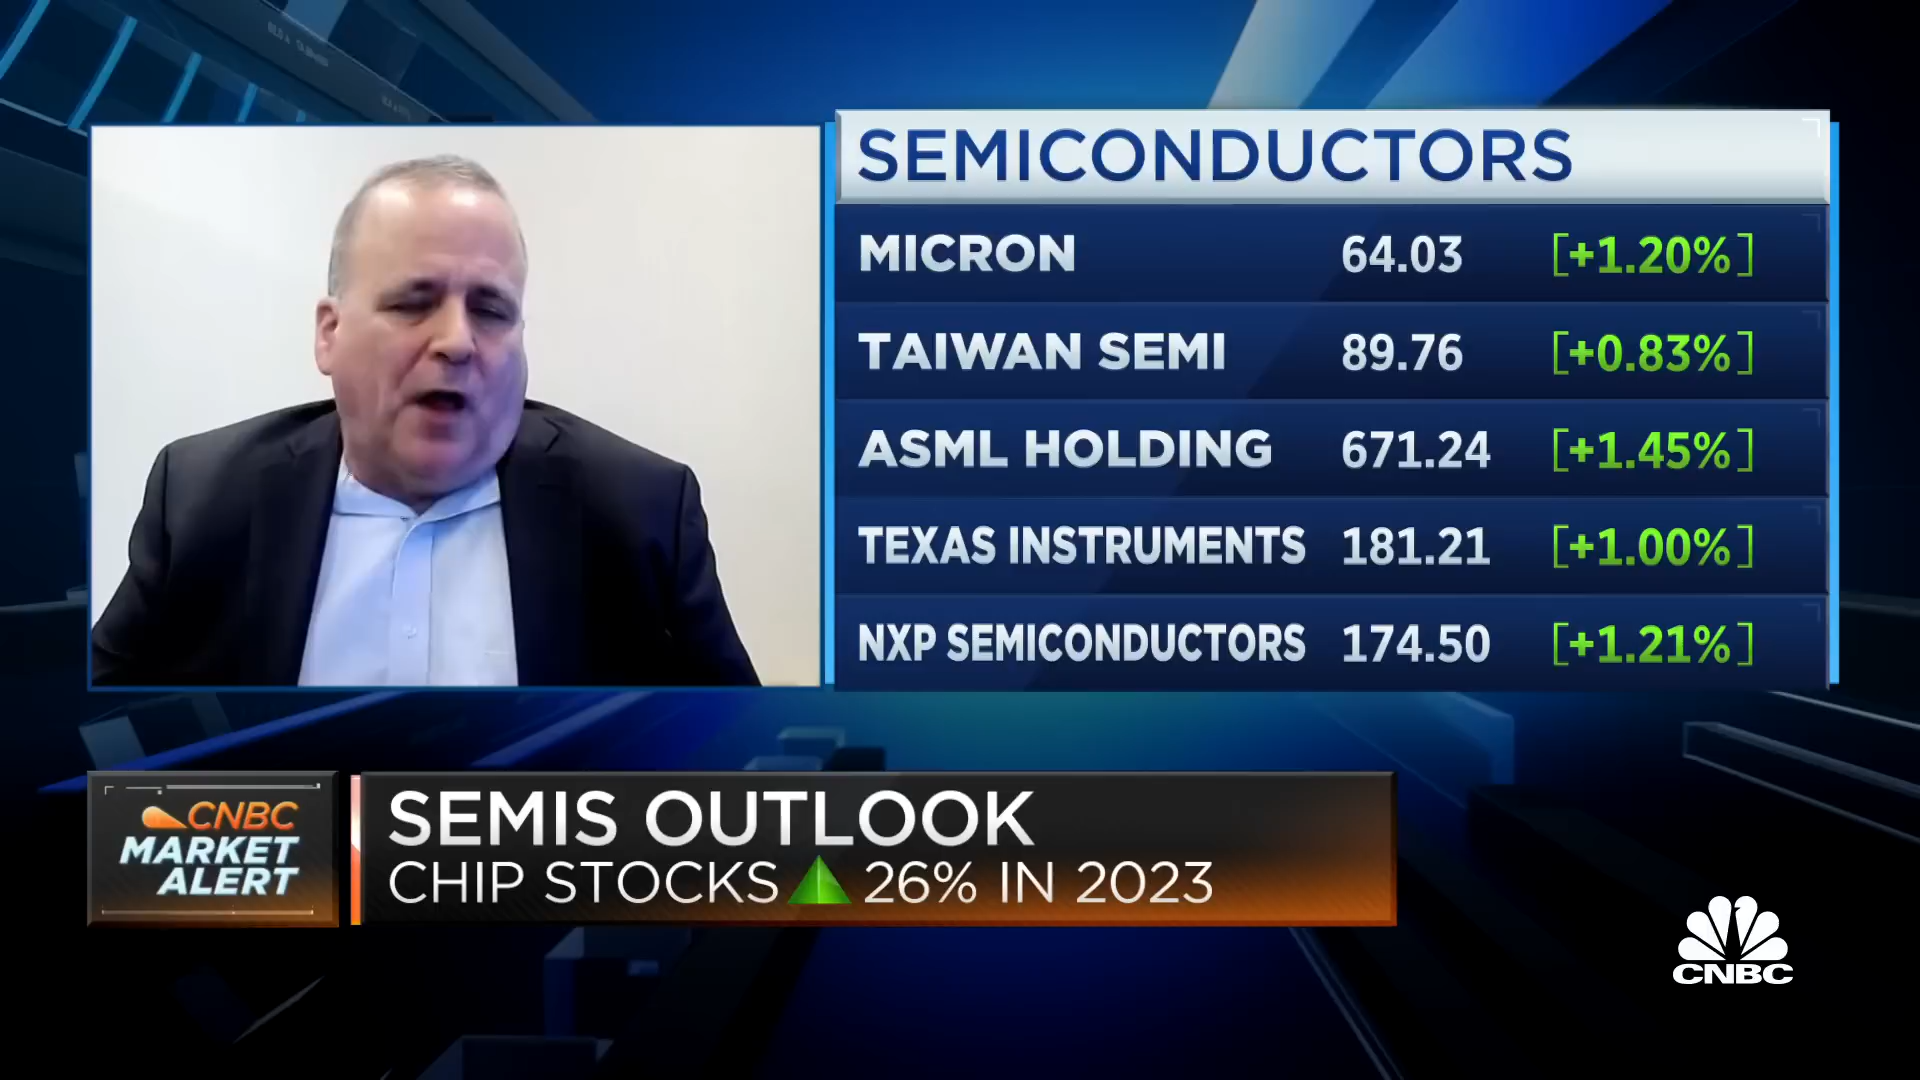 SEMICONDUCTORS
MICRON 64.03 [+1.20%]
TAIWAN SEMI 89.76 [+0.83%]
ASML HOLDING 671.24 [+1.45%]
TEXAS INSTRUMENTS 181.21 [+1.00%]
NXP SEMICONDUCTORS 174.50 [+1.21%]
CNBC
MARKET
ALERT
SEMIS OUTLOOK
CHIP STOCKS ▲ 26% IN 2023
CNBC